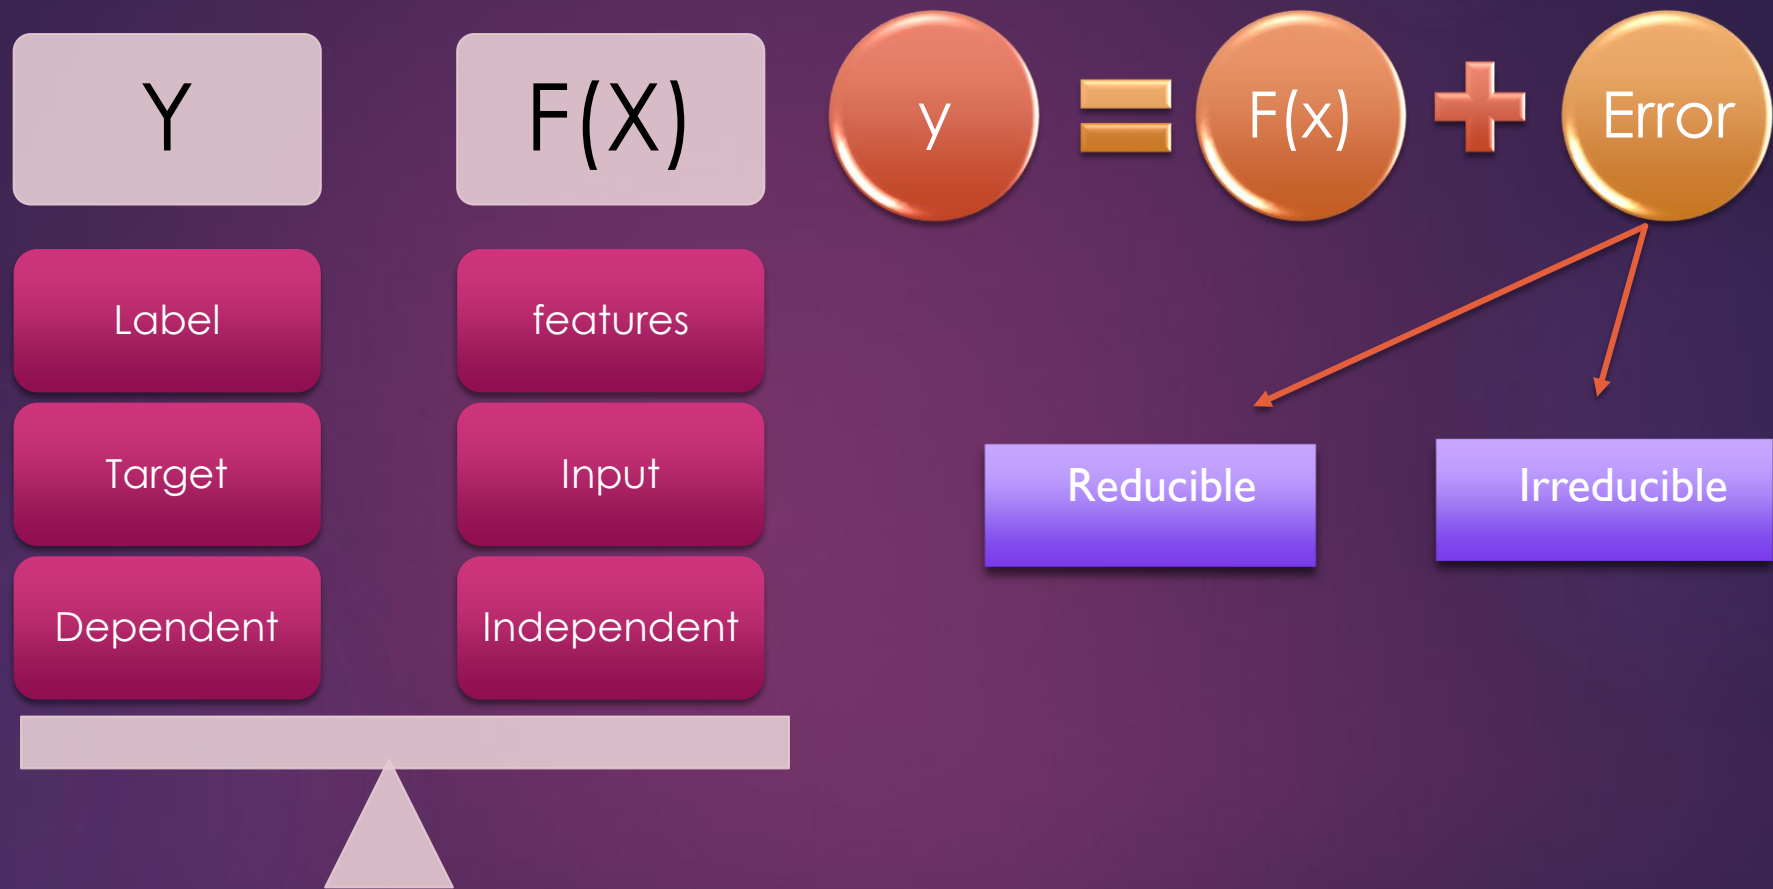 Y
F(X)
Label
features
Target
Input
Dependent
Independent
y = F(x) + Error
Reducible
Irreducible